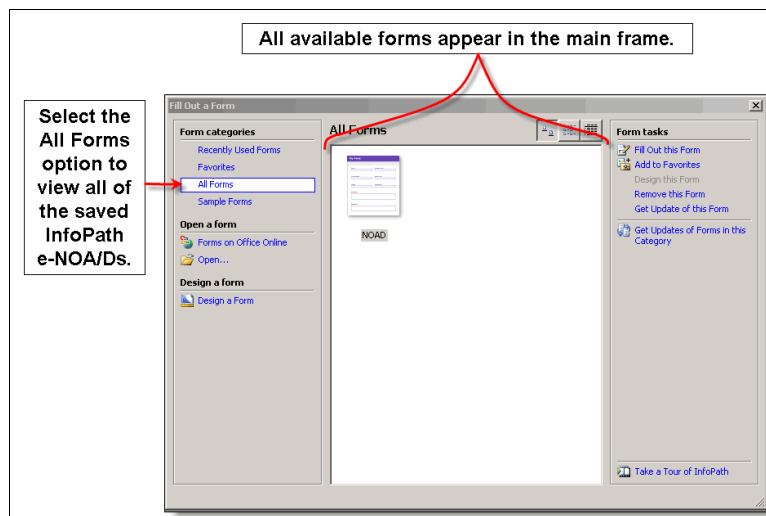 All available forms appear in the main frame.
Select the
All Forms
option to
view all of
the saved
InfoPath
e-NOA/Ds.
Fill Out a Form
Form categories
Recently Used Forms
Favorites
All Forms
Sample Forms
Open a form
Forms on Office Online
Open...
Design a form
Design a Form
All Forms
NOAD
Form tasks
Fill Out this Form
Add to Favorites
Design this Form
Remove this Form
Get Update of this Form
Get Updates of Forms in this
Category
Take a Tour of InfoPath